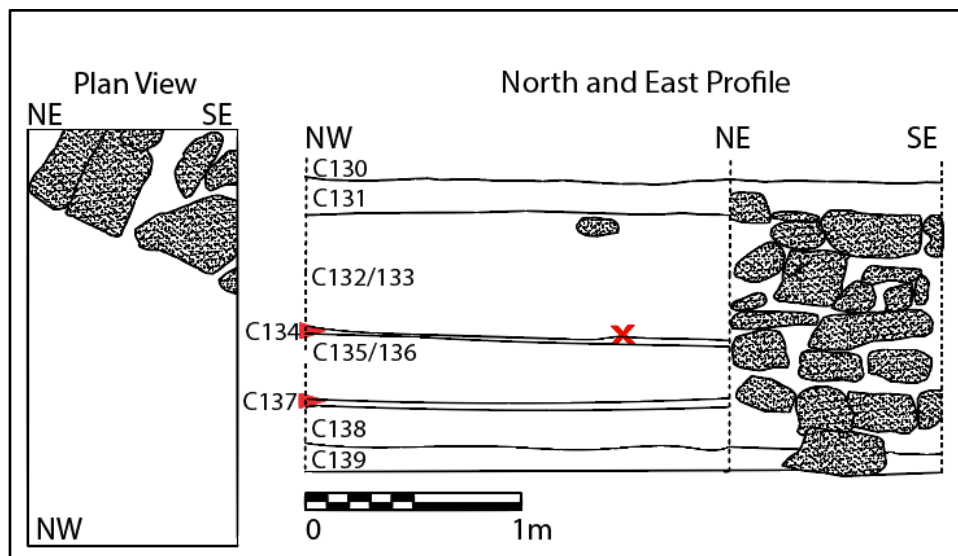 Plan View
NE SE
NW
North and East Profile
NW NE SE
C130
C131
C132/133
C134
C135/136
C137
C138
C139
0 1m